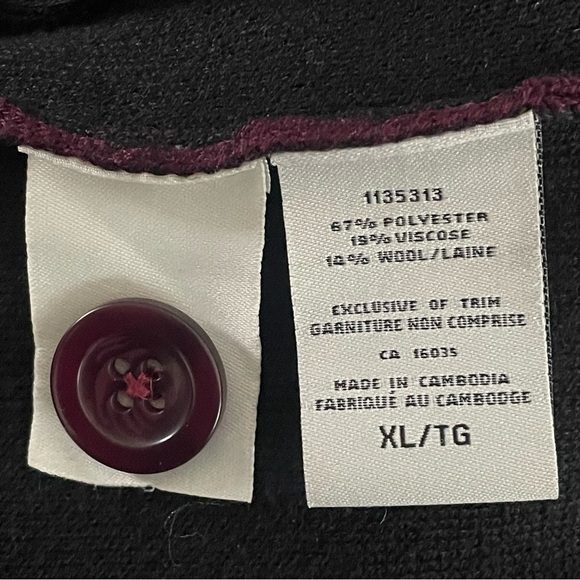 1135313
67% POLYESTER
19% VISCOSE
14% WOOL/LAINE
EXCLUSIVE OF TRIM
GARNITURE NON COMPRISE
CA 16035
MADE IN CAMBODIA
FABRIQUÉ AU CAMBODGE
XL/TG